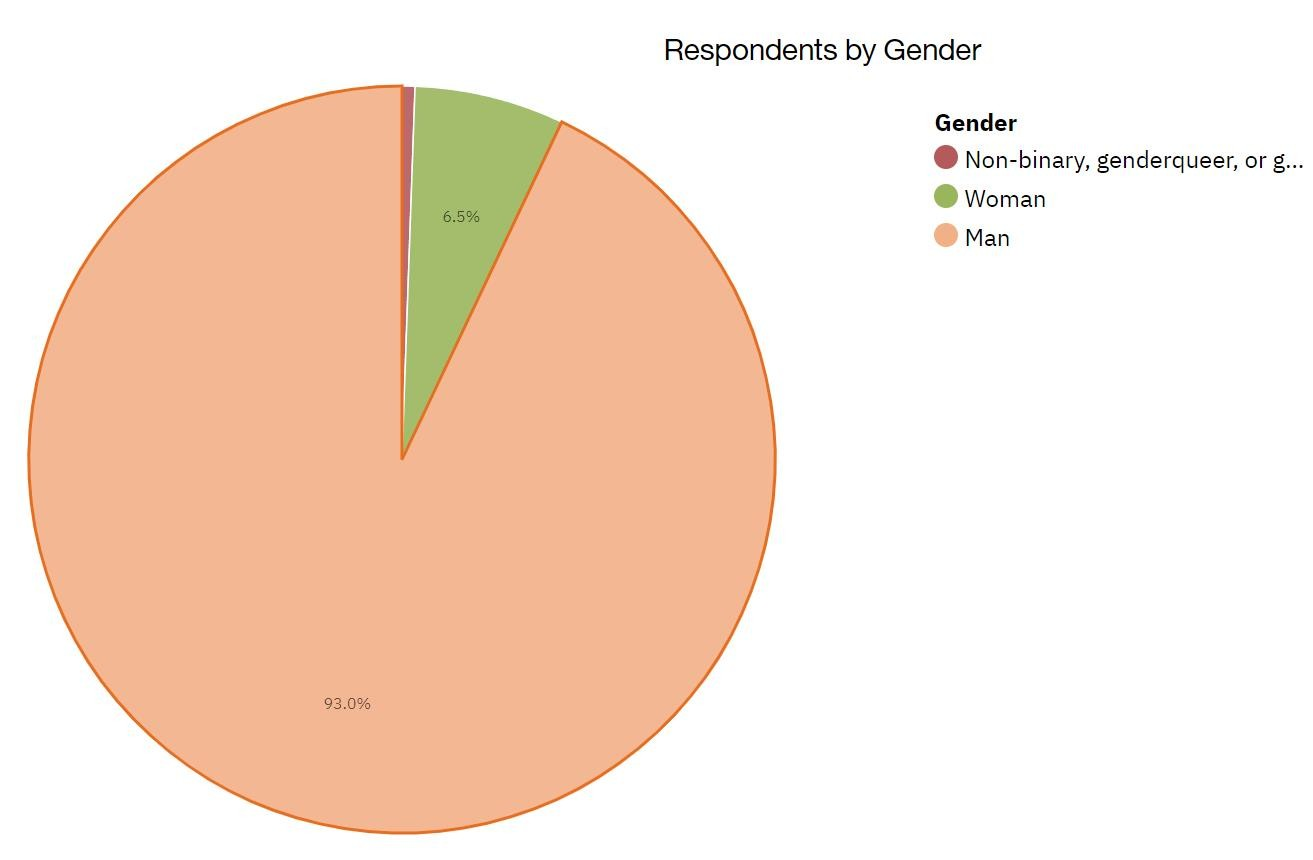 Respondents by Gender
Gender
Non-binary, genderqueer, or g...
Woman
Man
6.5%
93.0%